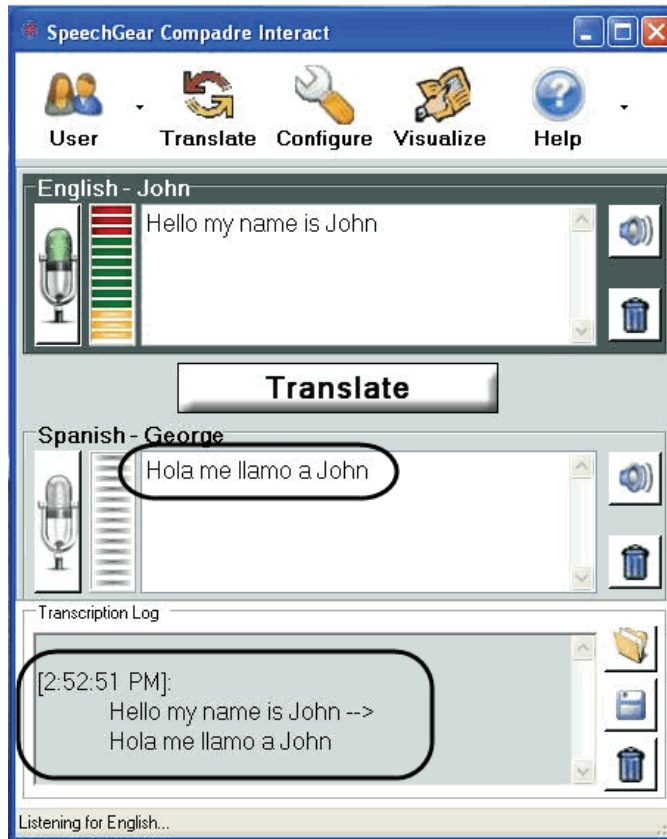 SpeechGear Compadre Interact
User Translate Configure Visualize Help
English - John
Hello my name is John
Translate
Spanish - George
Hola me llamo a John
Transcription Log
[2:52:51 PM]:
Hello my name is John -->
Hola me llamo a John
Listening for English...